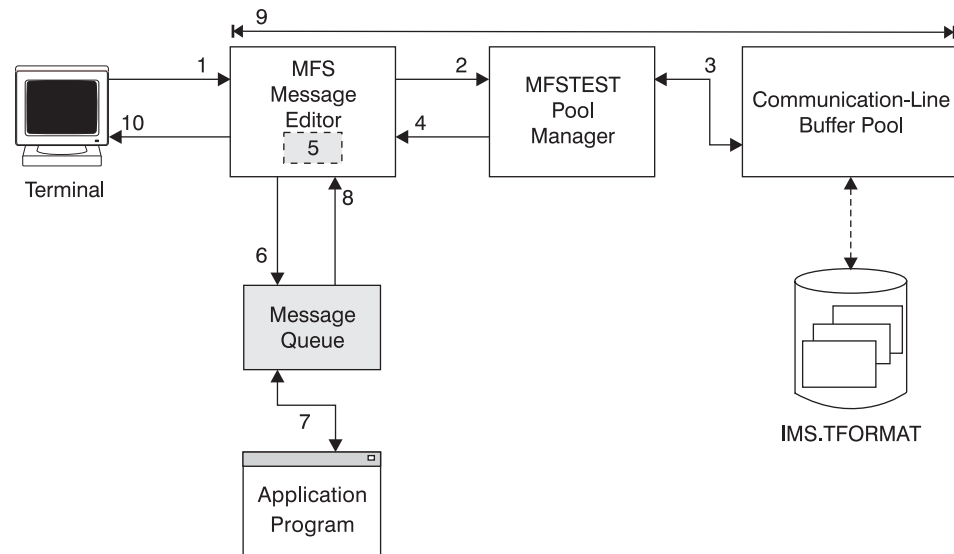 9
1
MFS
Message
Editor
5
2
MFSTEST
Pool
Manager
3
Communication-Line
Buffer Pool
10
4
Terminal
8
6
Message
Queue
7
IMS.TFORMAT
Application
Program